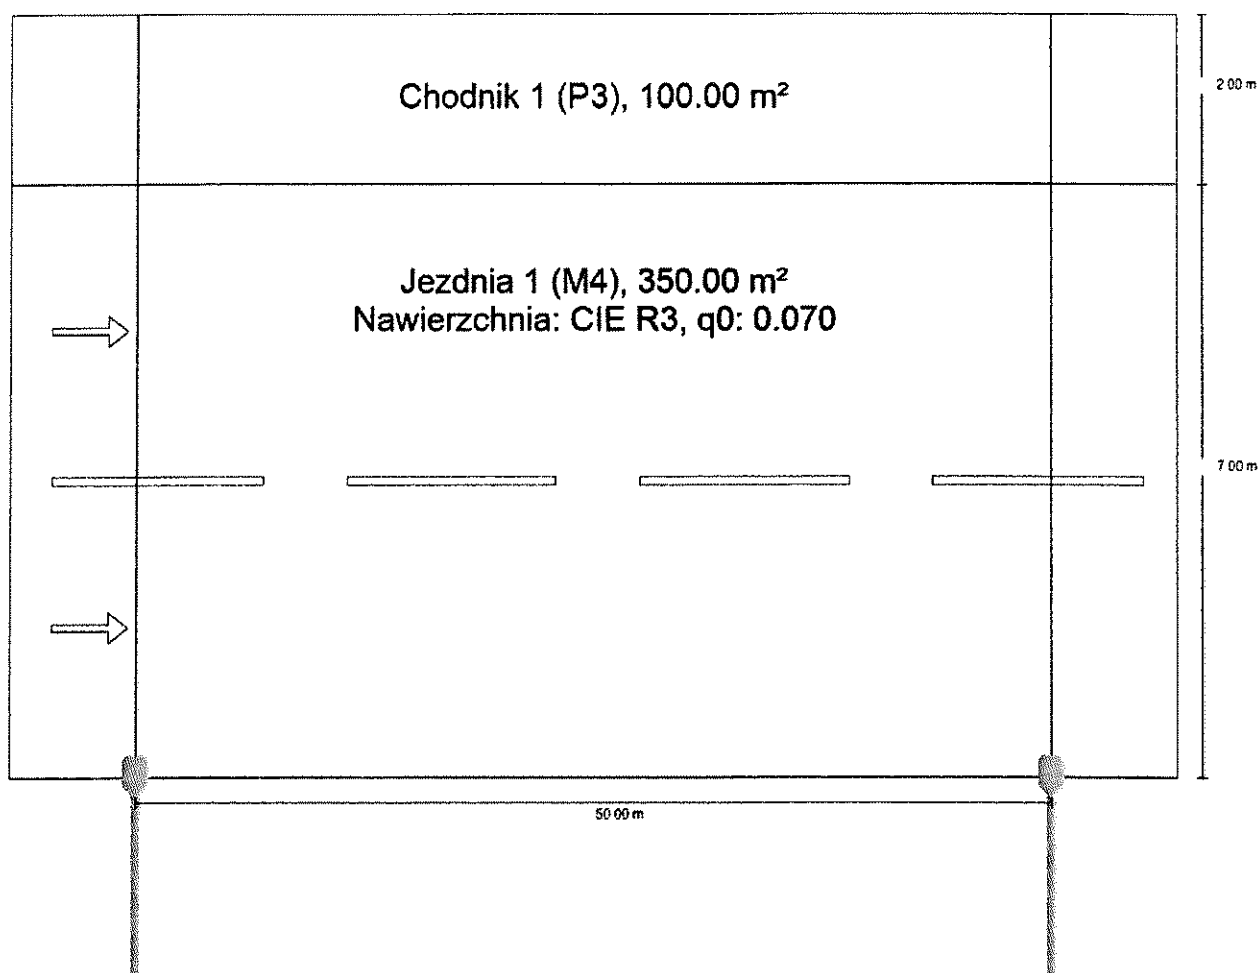 Chodnik 1 (P3), 100.00 m²
2.00 m
Jezdnia 1 (M4), 350.00 m²
Nawierzchnia: CIE R3, q0: 0.070
7.00 m
50.00 m